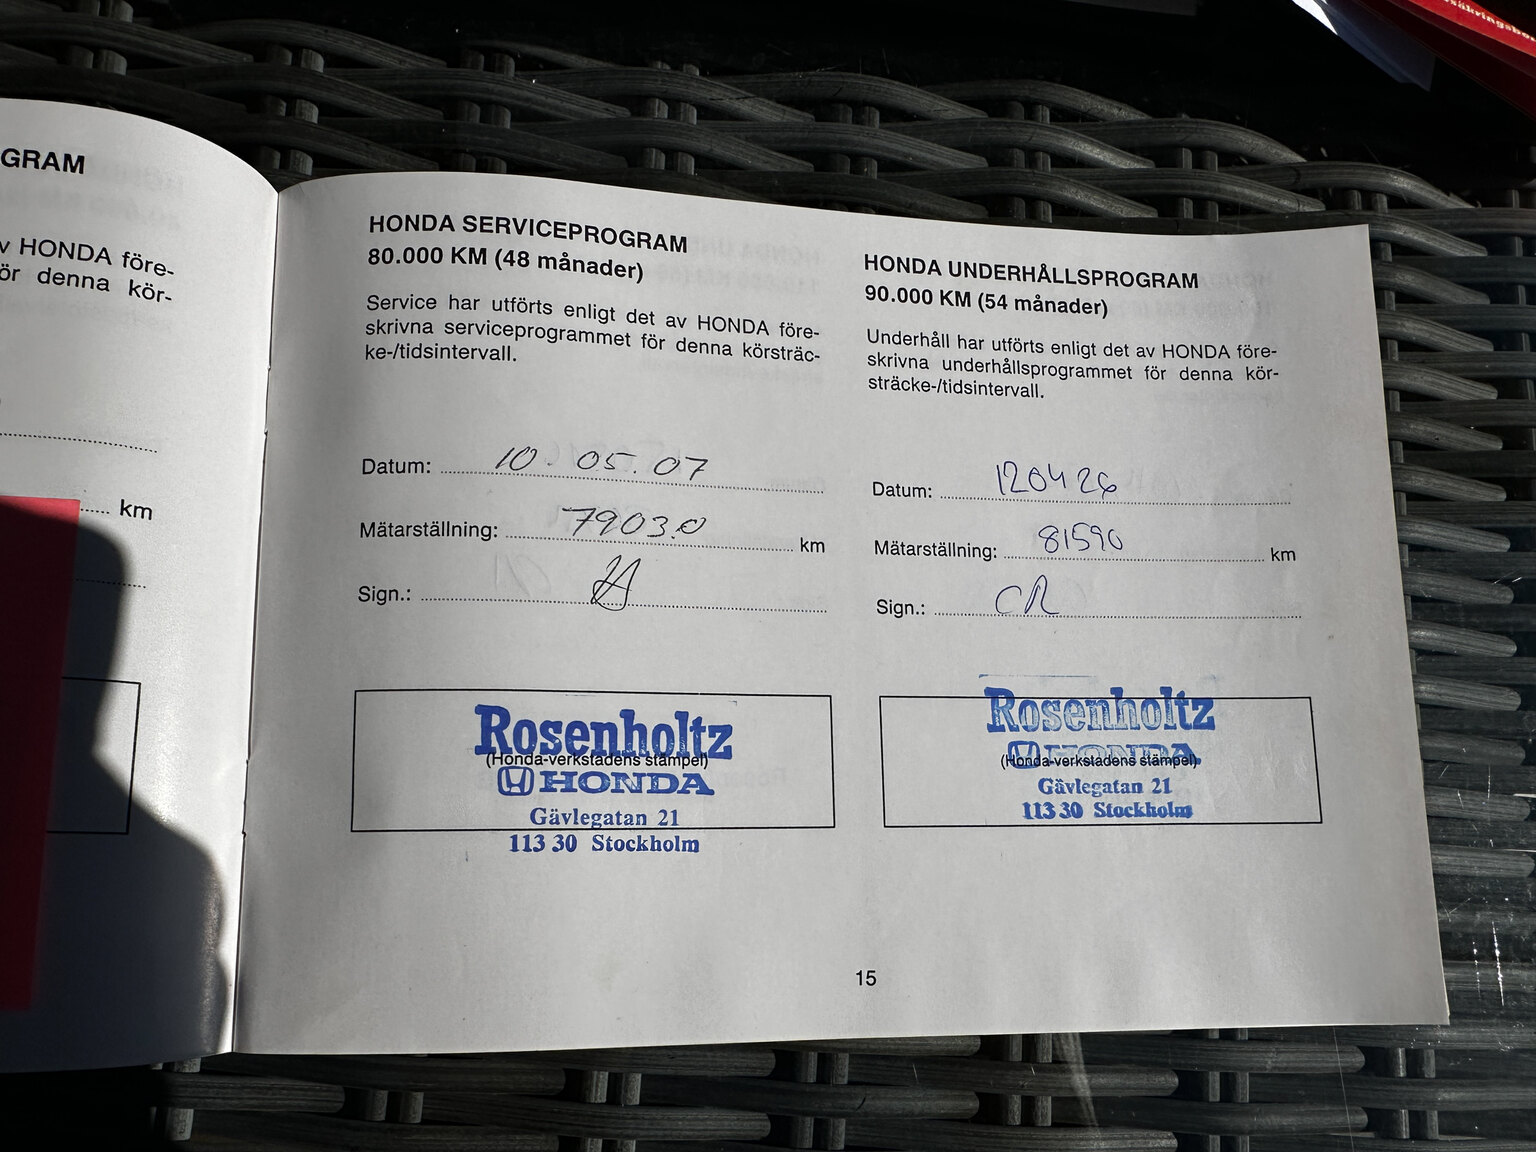 GRAM
v HONDA före-
ör denna kör-
km
HONDA SERVICEPROGRAM
80.000 KM (48 månader)
Service har utförts enligt det av HONDA före-
skrivna serviceprogrammet för denna körsträc-
ke-/tidsintervall.
Datum: 10. 05. 07
Mätarställning: 79030 km
Sign.:
Rosenholtz
(Honda-verkstadens stämpel)
HONDA
Gävlegatan 21
113 30 Stockholm
HONDA UNDERHÅLLSPROGRAM
90.000 KM (54 månader)
Underhåll har utförts enligt det av HONDA före-
skrivna underhållsprogrammet för denna kör-
sträcke-/tidsintervall.
Datum: 120426
Mätarställning: 81590 km
Sign.: CR
Rosenholtz
HONDA
(Honda-verkstadens stämpel)
Gävlegatan 21
113 30 Stockholm
15